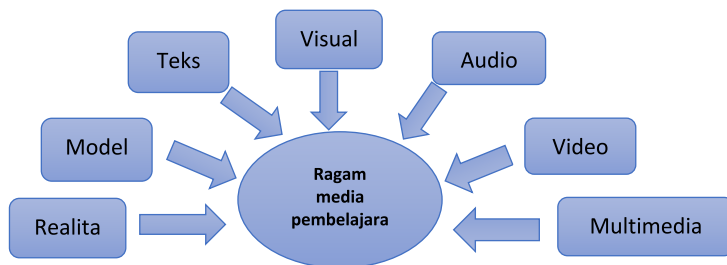 Visual
Teks
Audio
Model
Video
Realita
Multimedia
Ragam
media
pembelajara